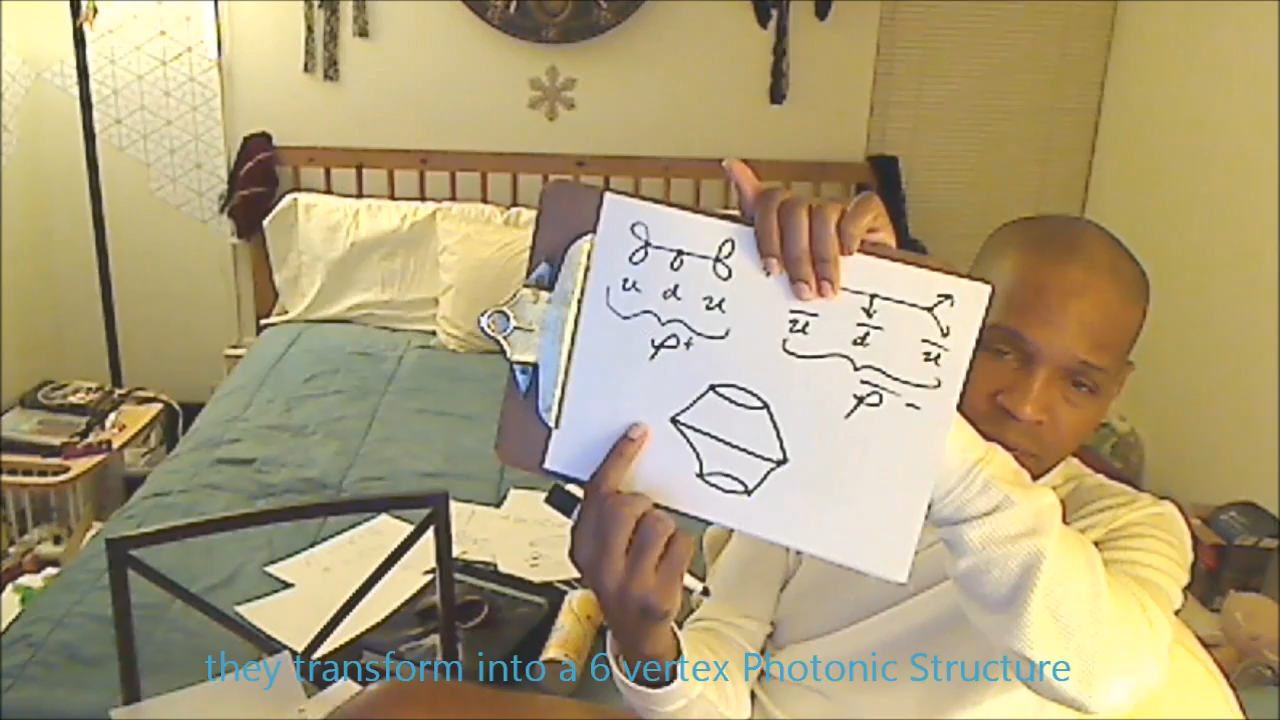 u d u
P+
u̅ d̅ u̅
P̅ -
they transform into a 6 vertex Photonic Structure